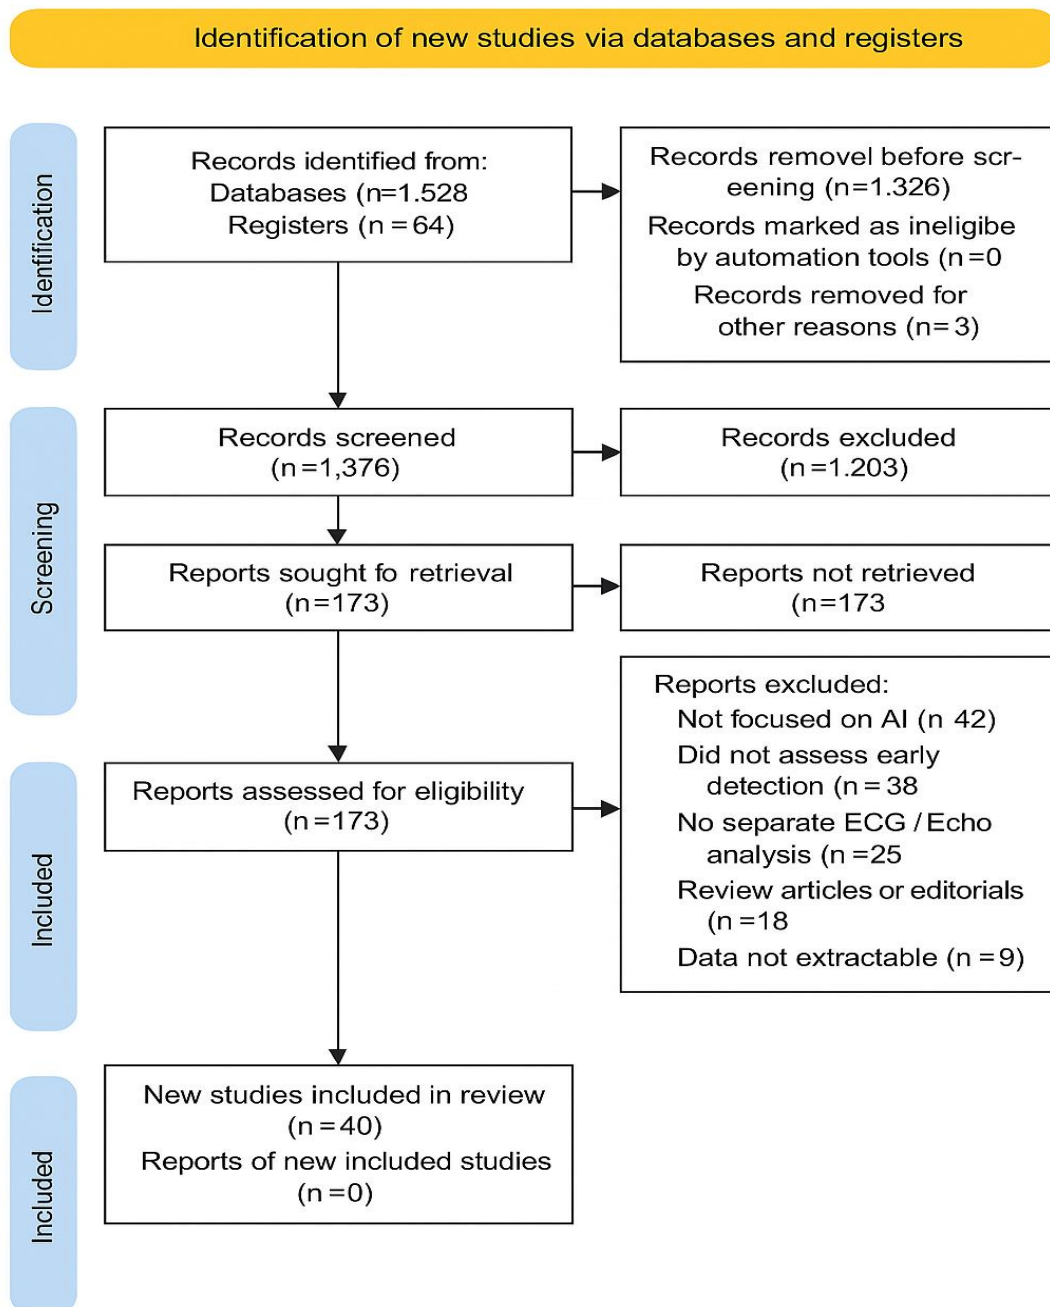 Identification of new studies via databases and registers
Identification
Records identified from:
Databases (n=1.528
Registers (n = 64)
Records removel before scr-
eening (n=1.326)
Records marked as ineligibe
by automation tools (n=0
Records removed for
other reasons (n= 3)
Screening
Records screened
(n=1,376)
Records excluded
(n=1.203)
Reports sought fo retrieval
(n=173)
Reports not retrieved
(n=173
Included
Reports assessed for eligibility
(n=173)
Reports excluded:
Not focused on AI (n 42)
Did not assess early
detection (n = 38
No separate ECG / Echo
analysis (n =25
Review articles or editorials
(n =18
Data not extractable (n = 9)
Included
New studies included in review
(n = 40)
Reports of new included studies
(n =0)